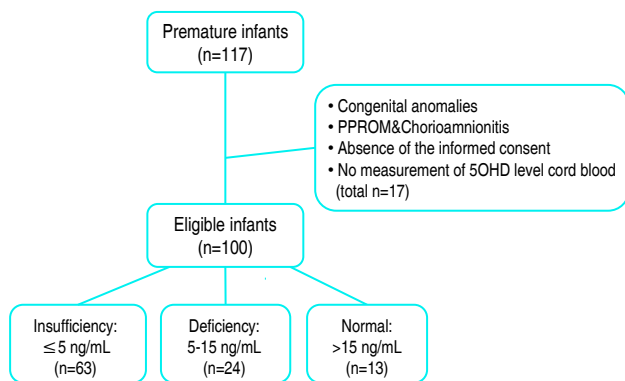 Premature infants
(n=117)
• Congenital anomalies
• PPROM&Chorioamnionitis
• Absence of the informed consent
• No measurement of 5OHD level cord blood
(total n=17)
Eligible infants
(n=100)
Insufficiency:
≤5 ng/mL
(n=63)
Deficiency:
5-15 ng/mL
(n=24)
Normal:
>15 ng/mL
(n=13)